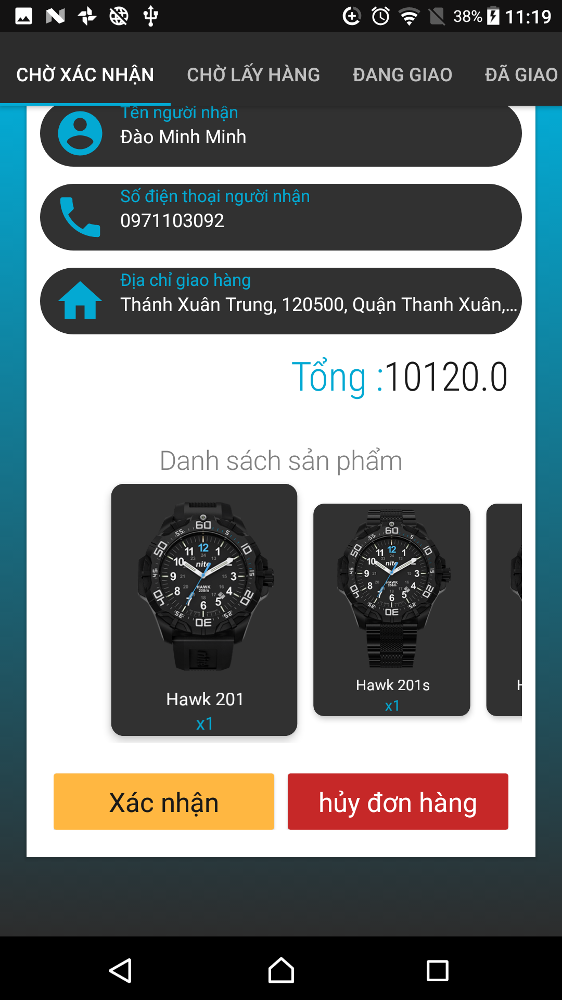 38% 11:19
CHỜ XÁC NHẬN CHỜ LẤY HÀNG ĐANG GIAO ĐÃ GIAO
Tên người nhận
Đào Minh Minh
Số điện thoại người nhận
0971103092
Địa chỉ giao hàng
Thánh Xuân Trung, 120500, Quận Thanh Xuân,...
Tổng :10120.0
Danh sách sản phẩm
Hawk 201
x1
Hawk 201s
x1
H
Xác nhận
hủy đơn hàng